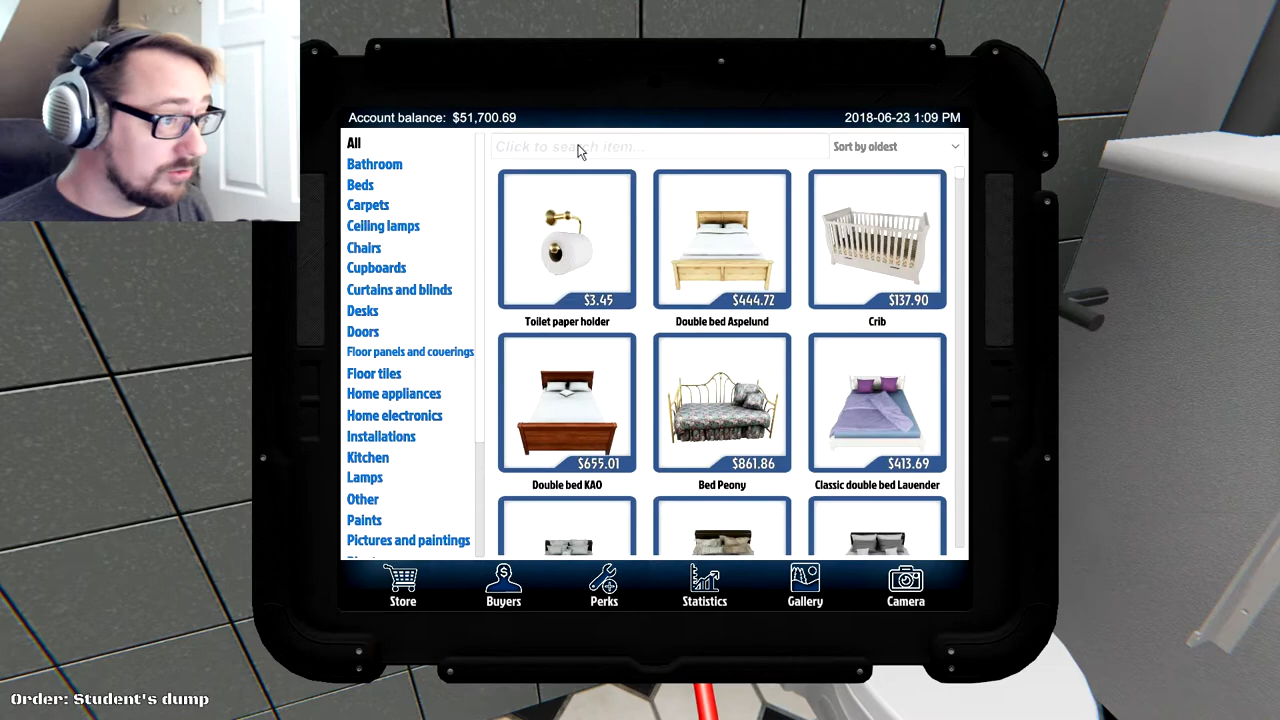 Account balance: $51,700.69
2018-06-23 1:09 PM
All
Bathroom
Beds
Carpets
Ceiling lamps
Chairs
Cupboards
Curtains and blinds
Desks
Doors
Floor panels and coverings
Floor tiles
Home appliances
Home electronics
Installations
Kitchen
Lamps
Other
Paints
Pictures and paintings
Click to search item...
Sort by oldest
$3.45
$444.72
$137.90
Toilet paper holder
Double bed Aspelund
Crib
$655.01
$861.86
$413.69
Double bed KAO
Bed Peony
Classic double bed Lavender
Store
Buyers
Perks
Statistics
Gallery
Camera
Order: Student's dump